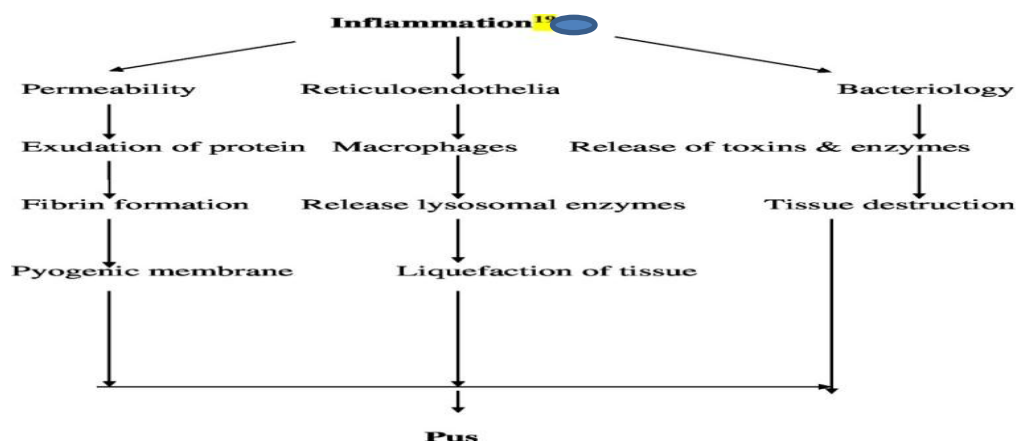 Inflammation19
Permeability Reticuloendothelia Bacteriology
Exudation of protein Macrophages Release of toxins & enzymes
Fibrin formation Release lysosomal enzymes Tissue destruction
Pyogenic membrane Liquefaction of tissue
Pus